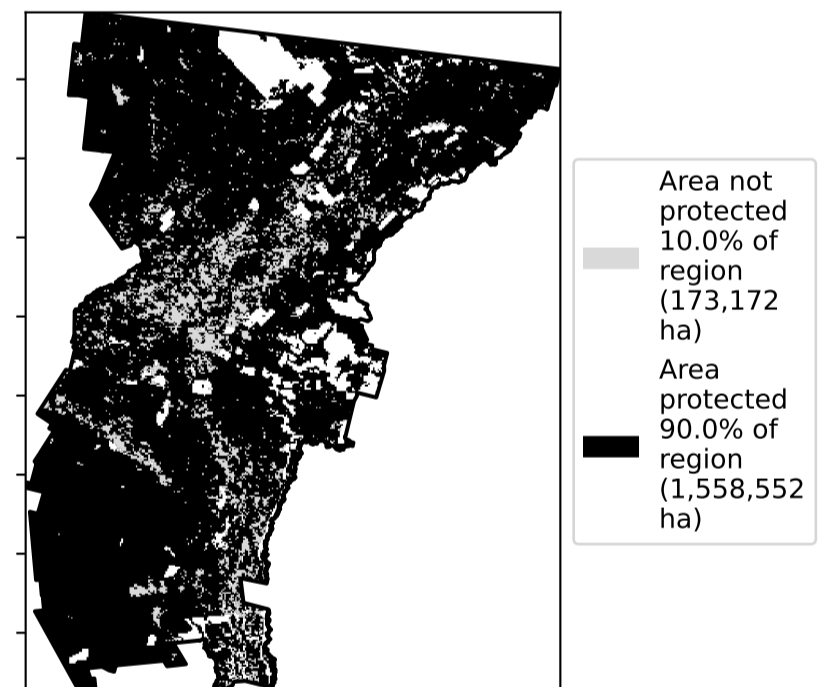 Area not
protected
10.0% of
region
(173,172
ha)
Area
protected
90.0% of
region
(1,558,552
ha)